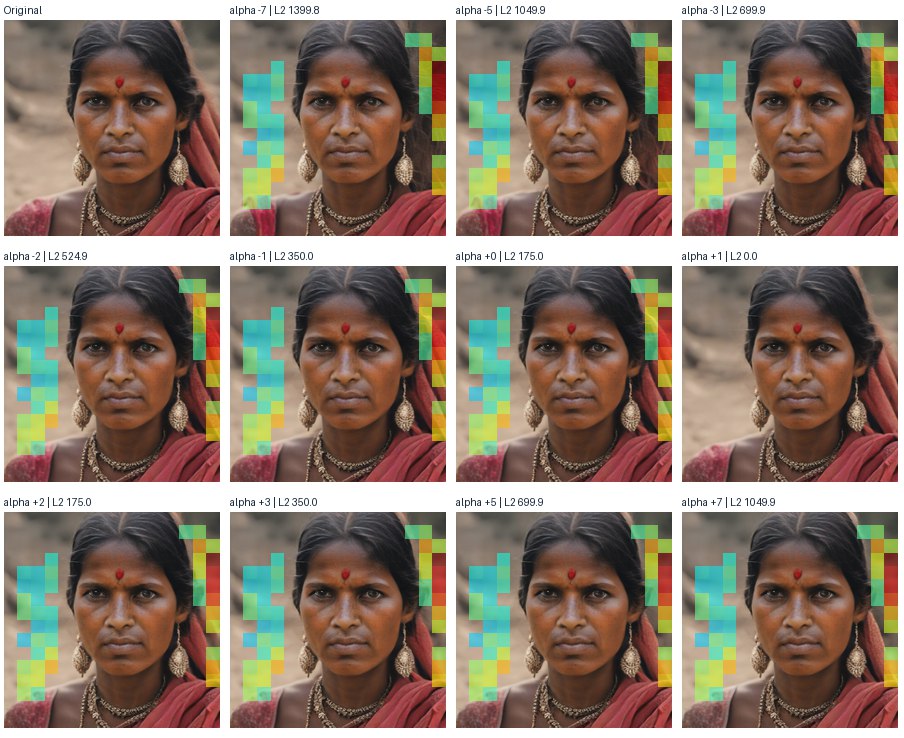 Original
alpha -7 | L2 1399.8
alpha -5 | L2 1049.9
alpha -3 | L2 699.9
alpha -2 | L2 524.9
alpha -1 | L2 350.0
alpha +0 | L2 175.0
alpha +1 | L2 0.0
alpha +2 | L2 175.0
alpha +3 | L2 350.0
alpha +5 | L2 699.9
alpha +7 | L2 1049.9